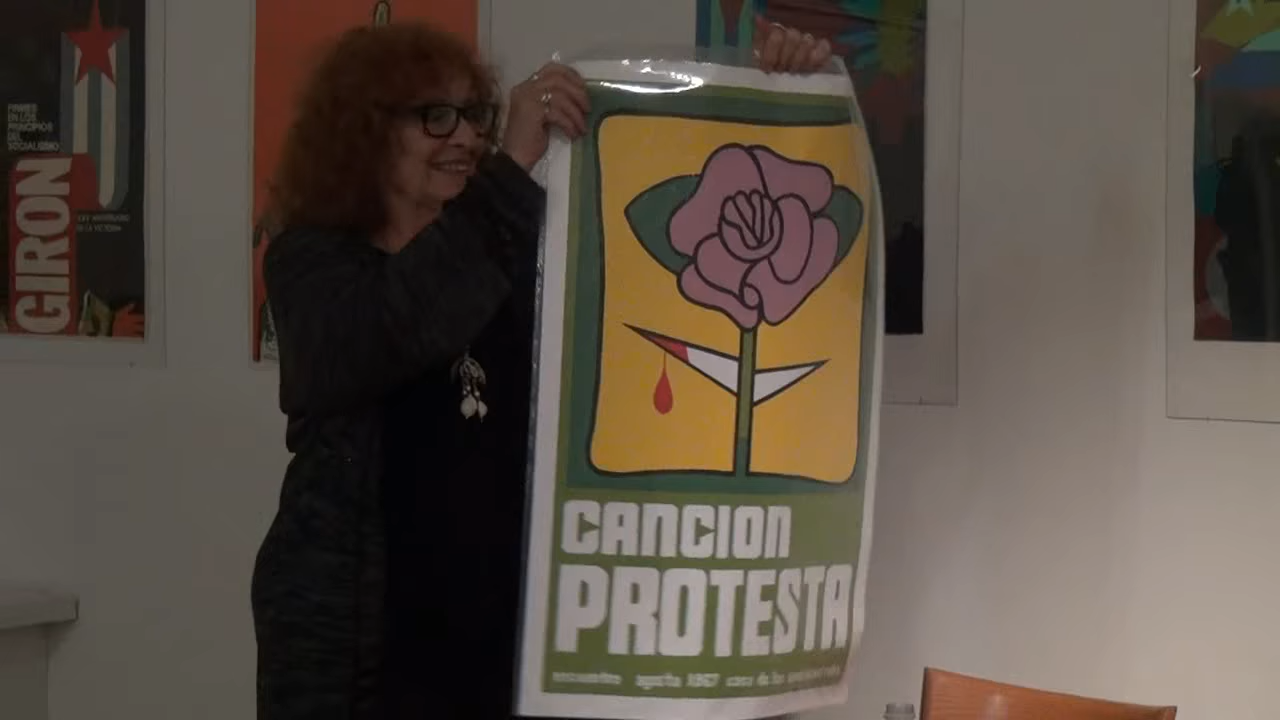 FIRMES
EN LOS
PRINCIPIOS
DEL
SOCIALISMO
GIRON
ANIVERSARIO
DE LA VICTORIA
CANCION
PROTESTA
encuentro agosto 1967 casa de las americas